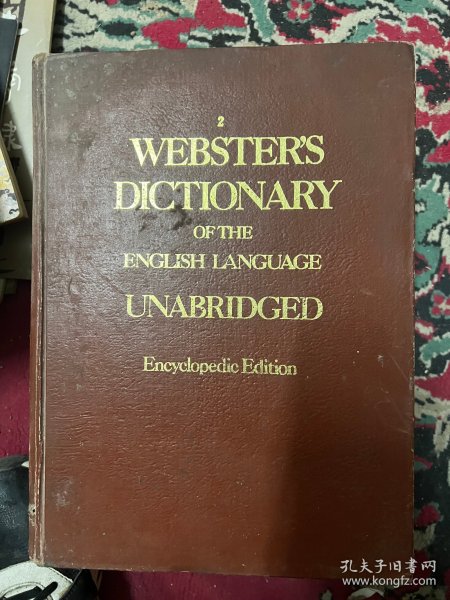 2
WEBSTER'S
DICTIONARY
OF THE
ENGLISH LANGUAGE
UNABRIDGED
Encyclopedic Edition
孔夫子旧书网
www.kongfz.com